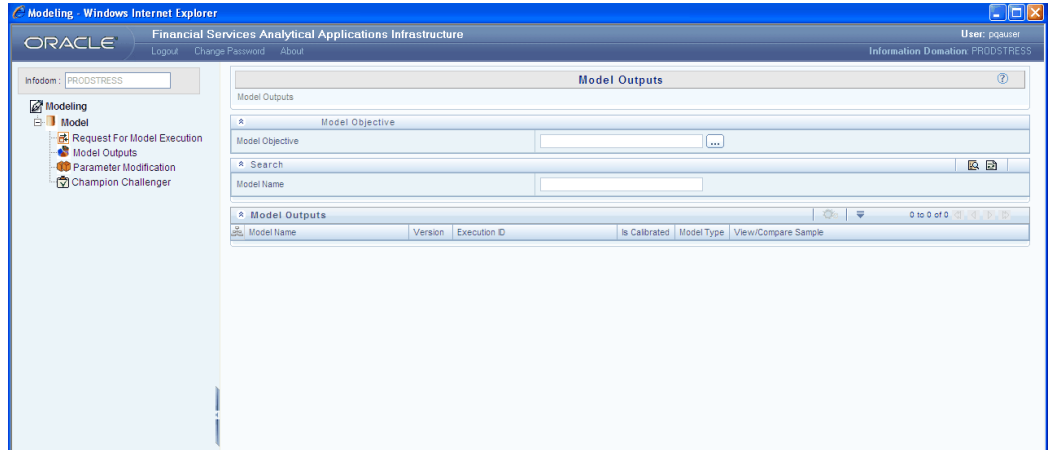 Modeling - Windows Internet Explorer
ORACLE
Financial Services Analytical Applications Infrastructure
User: pqauser
Logout Change Password About
Information Domation: PRODSTRESS
Infodom : PRODSTRESS
Modeling
Model
Request For Model Execution
Model Outputs
Parameter Modification
Champion Challenger
Model Outputs
Model Outputs
Model Objective
Model Objective
...
Search
Model Name
Model Outputs
0 to 0 of 0
Model Name Version Execution ID Is Calibrated Model Type View/Compare Sample